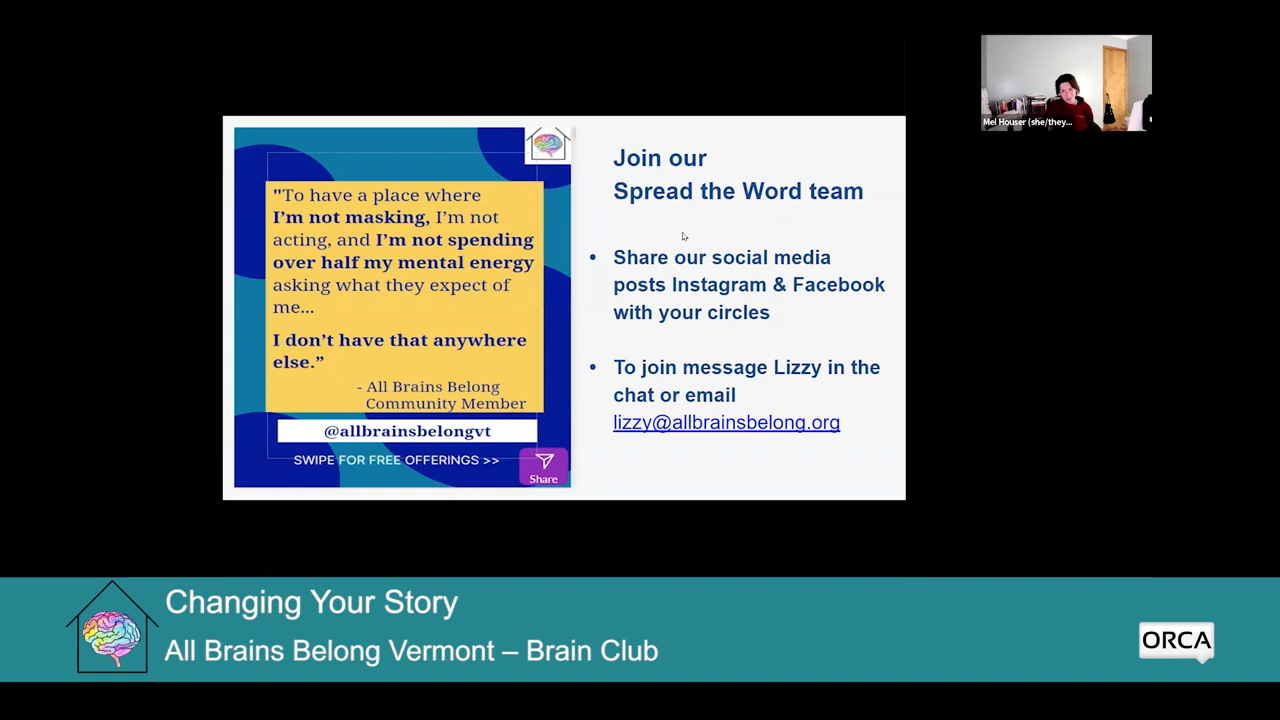 Mel Houser (she/they...
"To have a place where
I'm not masking, I'm not
acting, and I'm not spending
over half my mental energy
asking what they expect of
me...
I don't have that anywhere
else.”
- All Brains Belong
Community Member
@allbrainsbelongvt
SWIPE FOR FREE OFFERINGS >>
Share
Join our
Spread the Word team
• Share our social media
posts Instagram & Facebook
with your circles
• To join message Lizzy in the
chat or email
lizzy@allbrainsbelong.org
Changing Your Story
All Brains Belong Vermont – Brain Club
ORCA